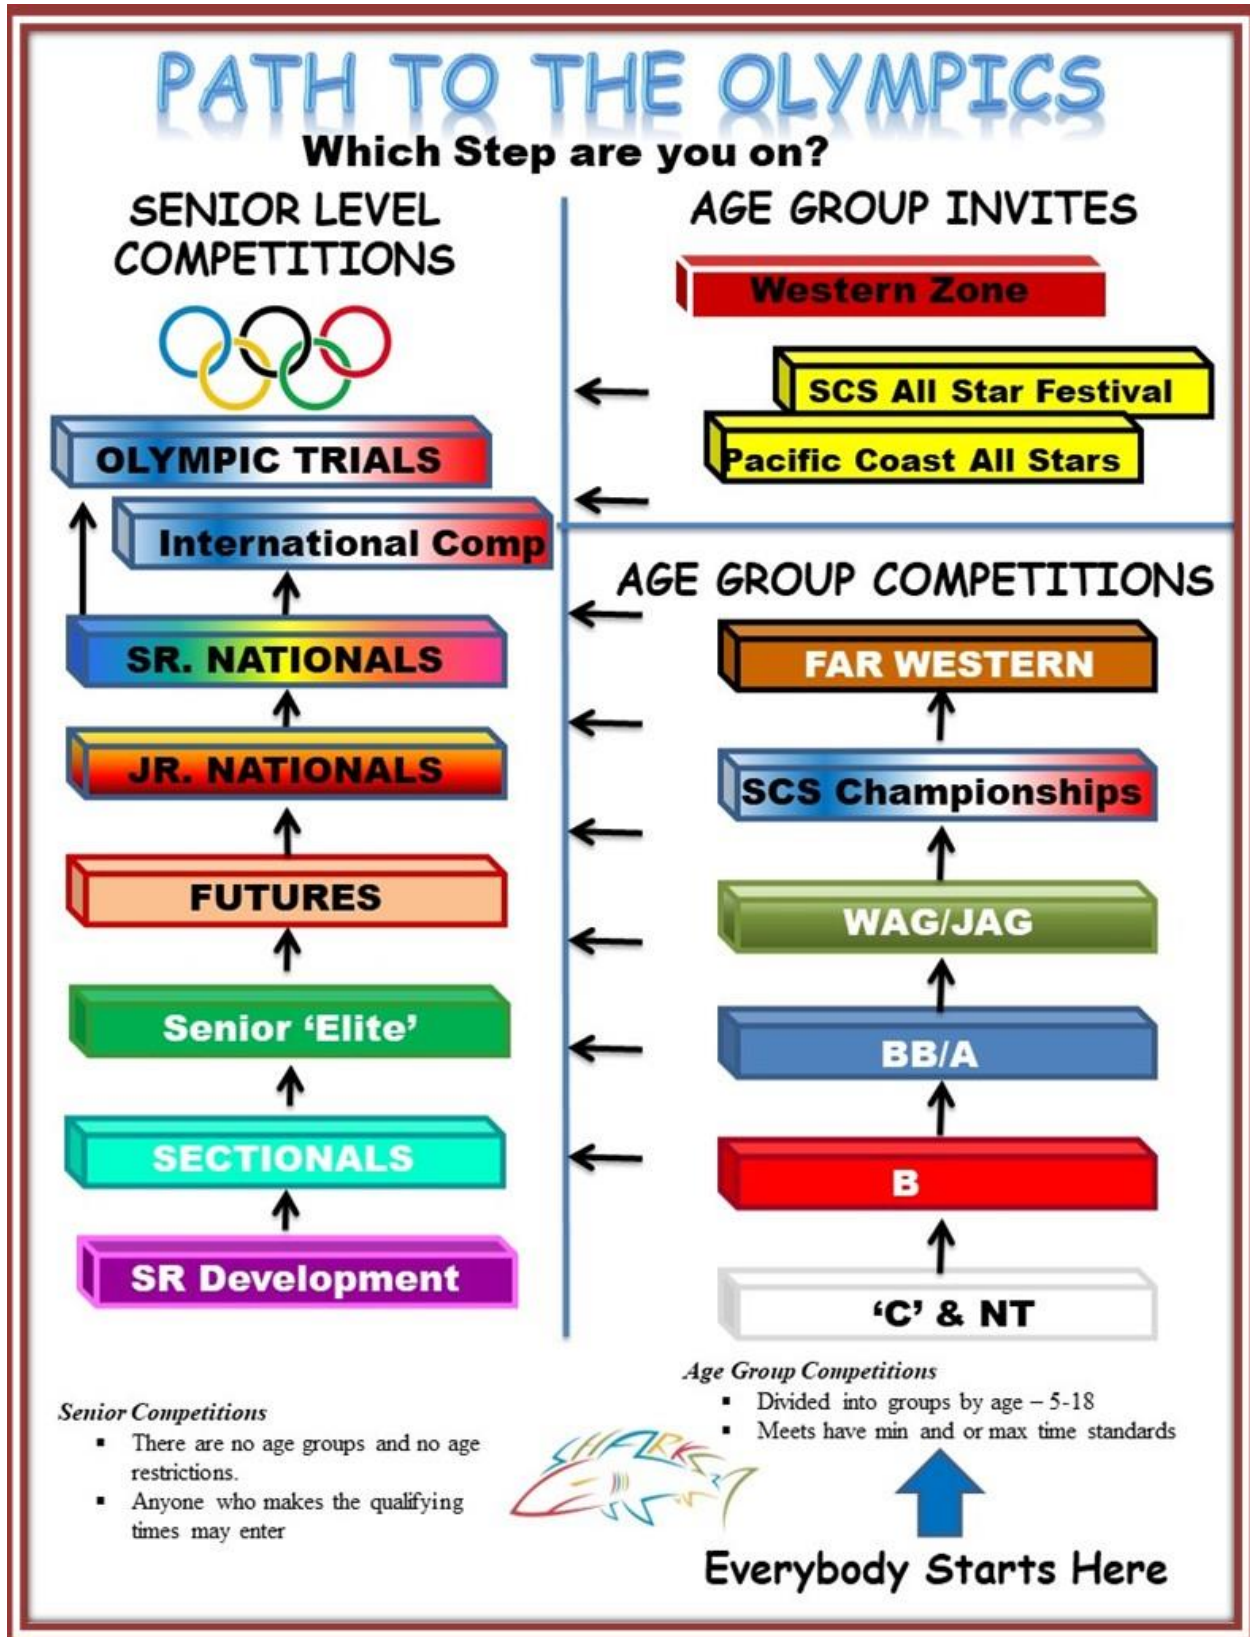 PATH TO THE OLYMPICS
Which Step are you on?
SENIOR LEVEL
COMPETITIONS
OLYMPIC TRIALS
International Comp
SR. NATIONALS
JR. NATIONALS
FUTURES
Senior ‘Elite’
SECTIONALS
SR Development
Senior Competitions
▪ There are no age groups and no age
restrictions.
▪ Anyone who makes the qualifying
times may enter
AGE GROUP INVITES
Western Zone
SCS All Star Festival
Pacific Coast All Stars
AGE GROUP COMPETITIONS
FAR WESTERN
SCS Championships
WAG/JAG
BB/A
B
‘C’ & NT
Age Group Competitions
▪ Divided into groups by age – 5-18
▪ Meets have min and or max time standards
SHARKS
Everybody Starts Here